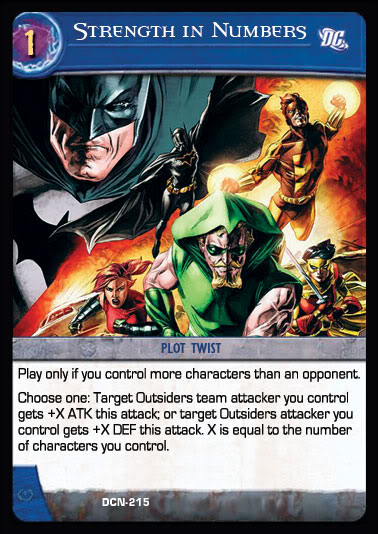 1
STRENGTH IN NUMBERS
DC
PLOT TWIST
Play only if you control more characters than an opponent.
Choose one: Target Outsiders team attacker you control
gets +X ATK this attack; or target Outsiders attacker you
control gets +X DEF this attack. X is equal to the number
of characters you control.
DCN-215